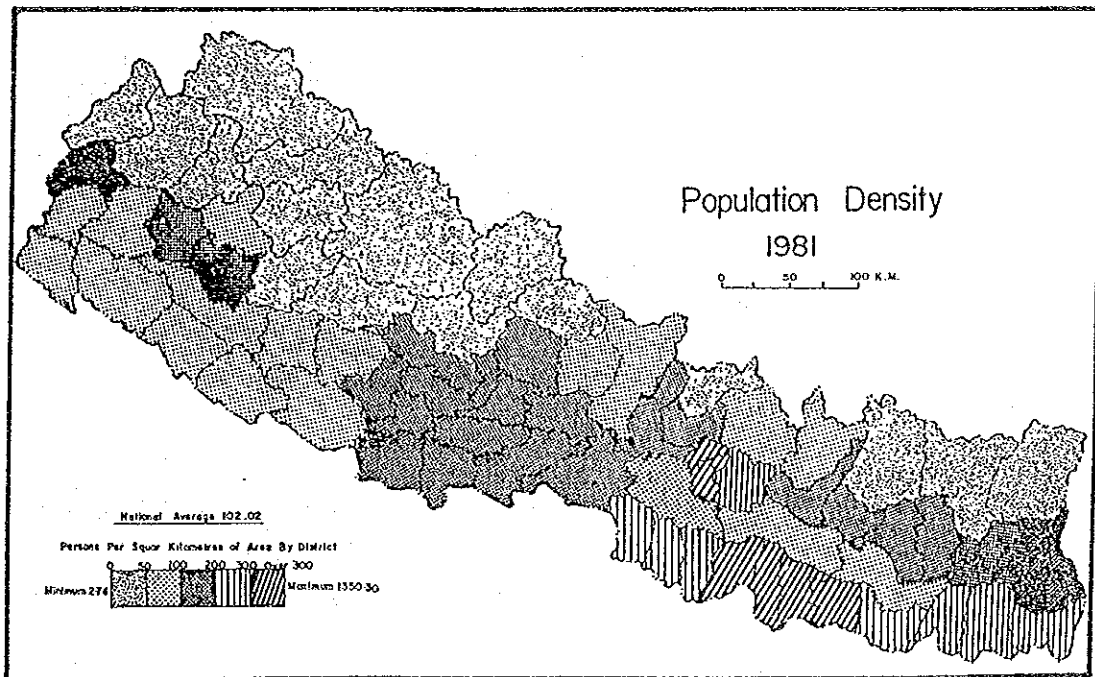 Population Density
1981
0 50 100 K.M.
National Average 102.02
Persons Per Squar Kilometres of Area By District
0 50 100 200 300 Over 300
Minimum 2.74
Maximum 1350.30